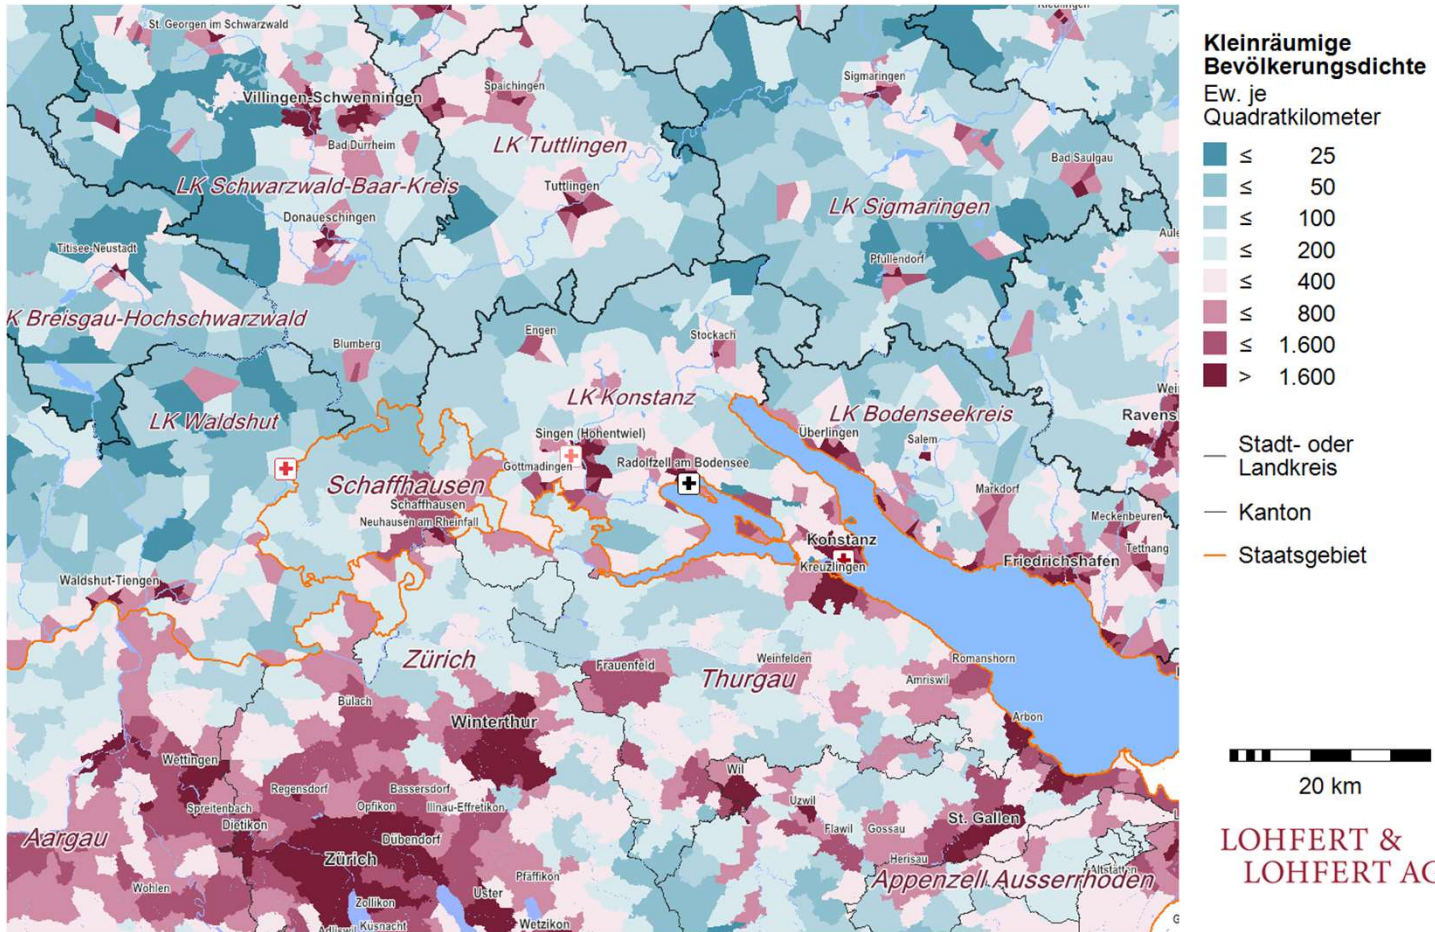 St. Georgen im Schwarzwald
Villingen-Schwenningen
Spaichingen
Sigmaringen
Bad Dürrheim
LK Tuttlingen
Bad Saulgau
LK Schwarzwald-Baar-Kreis
Tuttlingen
LK Sigmaringen
Donaueschingen
Titisee-Neustadt
Pfullendorf
K Breisgau-Hochschwarzwald
Engen
Stockach
Blumberg
LK Konstanz
LK Waldshut
LK Bodenseekreis
Ravens
Singen (Hohentwiel)
Überlingen
Salem
Gottmadingen
Radolfzell am Bodensee
Schaffhausen
Schaffhausen
Markdorf
Neuhausen am Rheinfall
Meckenbeuren
Konstanz
Tettnang
Kreuzlingen
Friedrichshafen
Waldshut-Tiengen
Zürich
Frauenfeld
Weinfelden
Romanshorn
Thurgau
Amriswil
Bülach
Winterthur
Arbon
Wettingen
Wil
Regensdorf
Bassersdorf
Spreitenbach
Opfikon
Illnau-Effretikon
Uzwil
Dietikon
St. Gallen
Aargau
Dübendorf
Flawil
Gossau
Zürich
Herisau
Wohlen
Pfäffikon
Appenzell Ausserrhoden
Altstätten
Uster
Zollikon
Küsnacht
Wetzikon
Kleinräumige
Bevölkerungsdichte
Ew. je
Quadratkilometer
≤ 25
≤ 50
≤ 100
≤ 200
≤ 400
≤ 800
≤ 1.600
> 1.600
Stadt- oder
Landkreis
Kanton
Staatsgebiet
20 km
LOHFERT &
LOHFERT AG